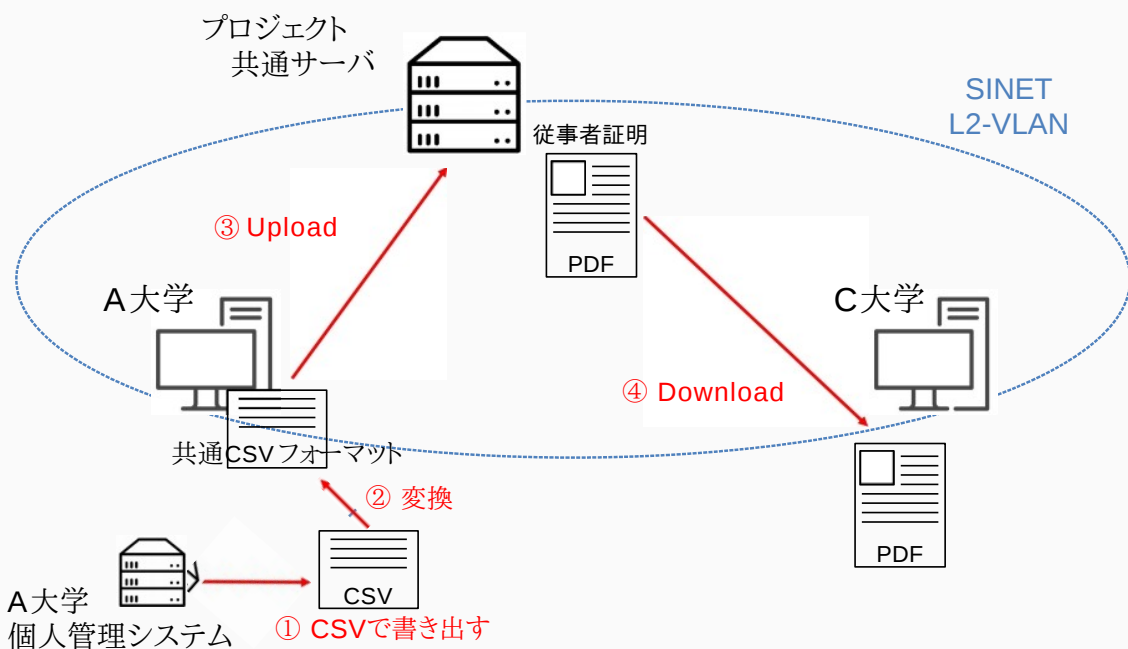 プロジェクト
共通サーバ
SINET
L2-VLAN
従事者証明
PDF
③ Upload
A大学
C大学
④ Download
共通CSVフォーマット
② 変換
PDF
CSV
A大学
個人管理システム
① CSVで書き出す